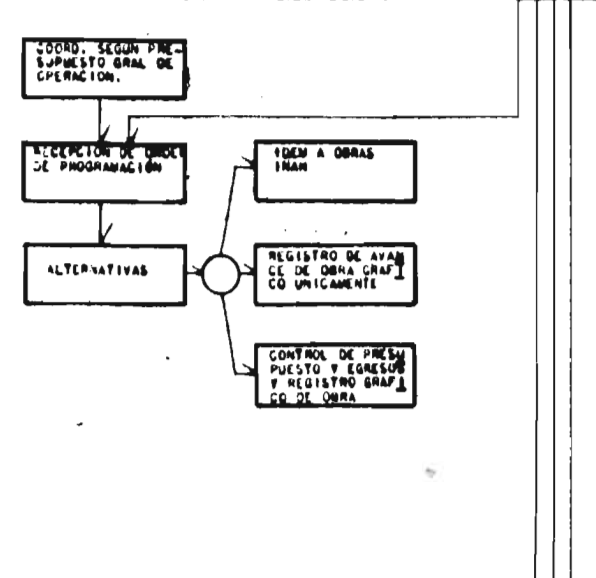 COORD. SEGUN PRE-
SUPUESTO GRAL DE
OPERACION.
RECEPCION DE ORDEN
DE PROGRAMACIÓN
IDEM A OBRAS
INAH
ALTERNATIVAS
REGISTRO DE AVAN
CE DE OBRA GRAFI
CO UNICAMENTE
CONTROL DE PRESU
PUESTO Y EGRESOS
Y REGISTRO GRAFI
CO DE OBRA